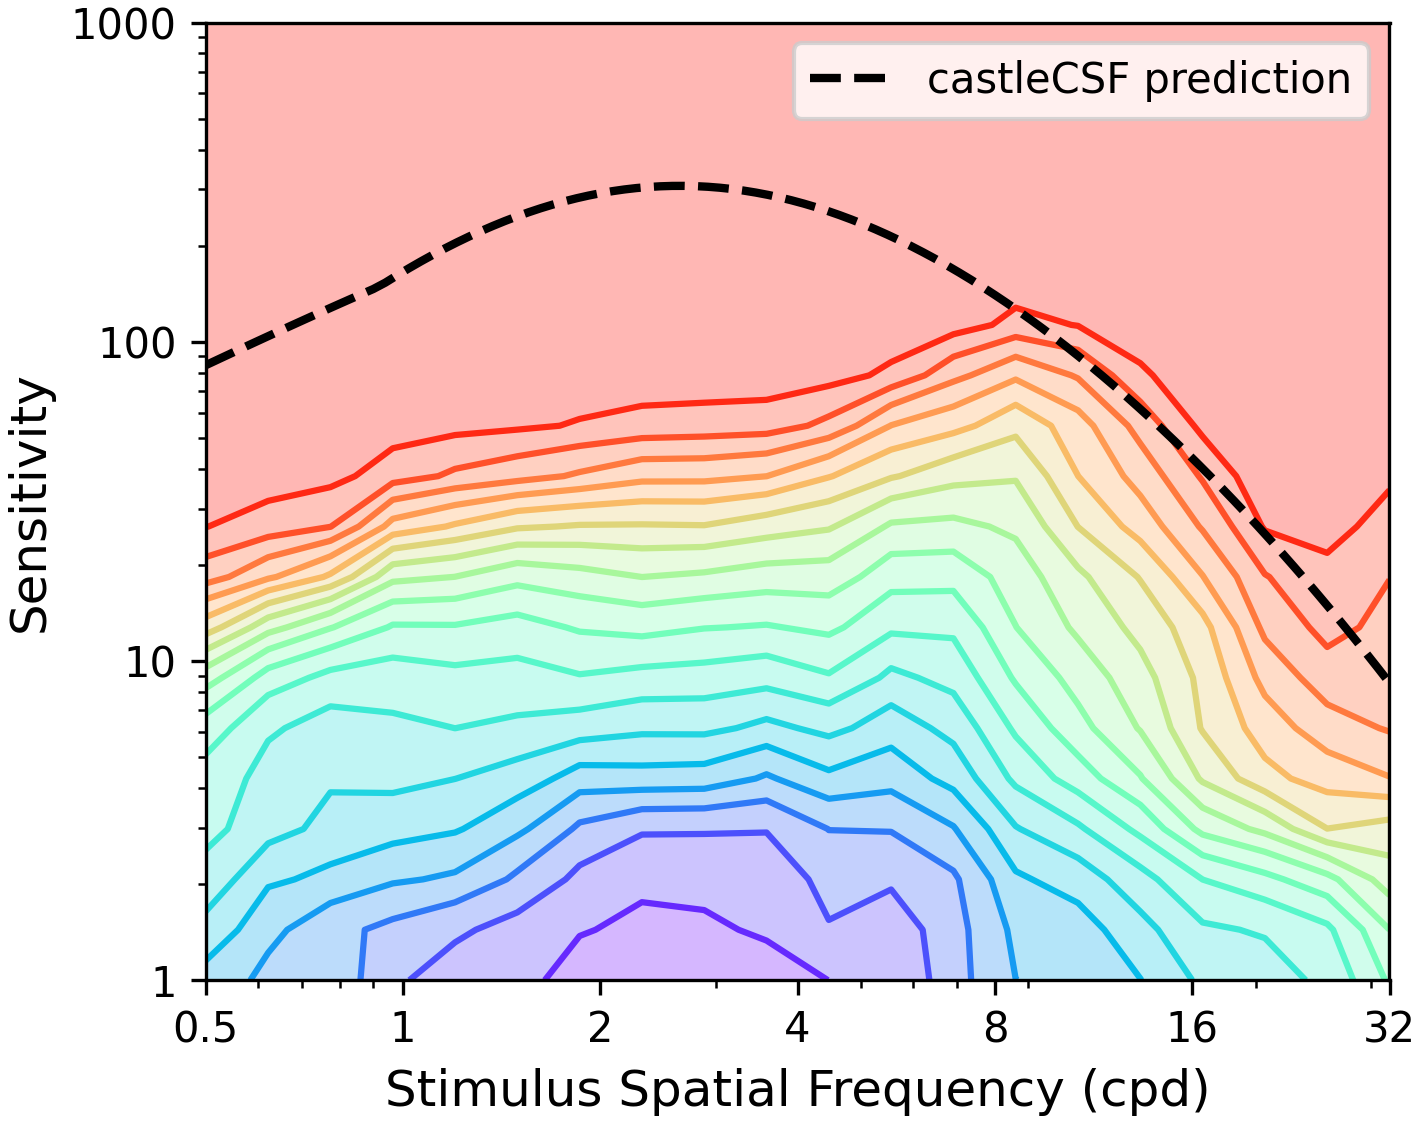 1000
castleCSF prediction
100
Sensitivity
10
1
0.5 1 2 4 8 16 32
Stimulus Spatial Frequency (cpd)